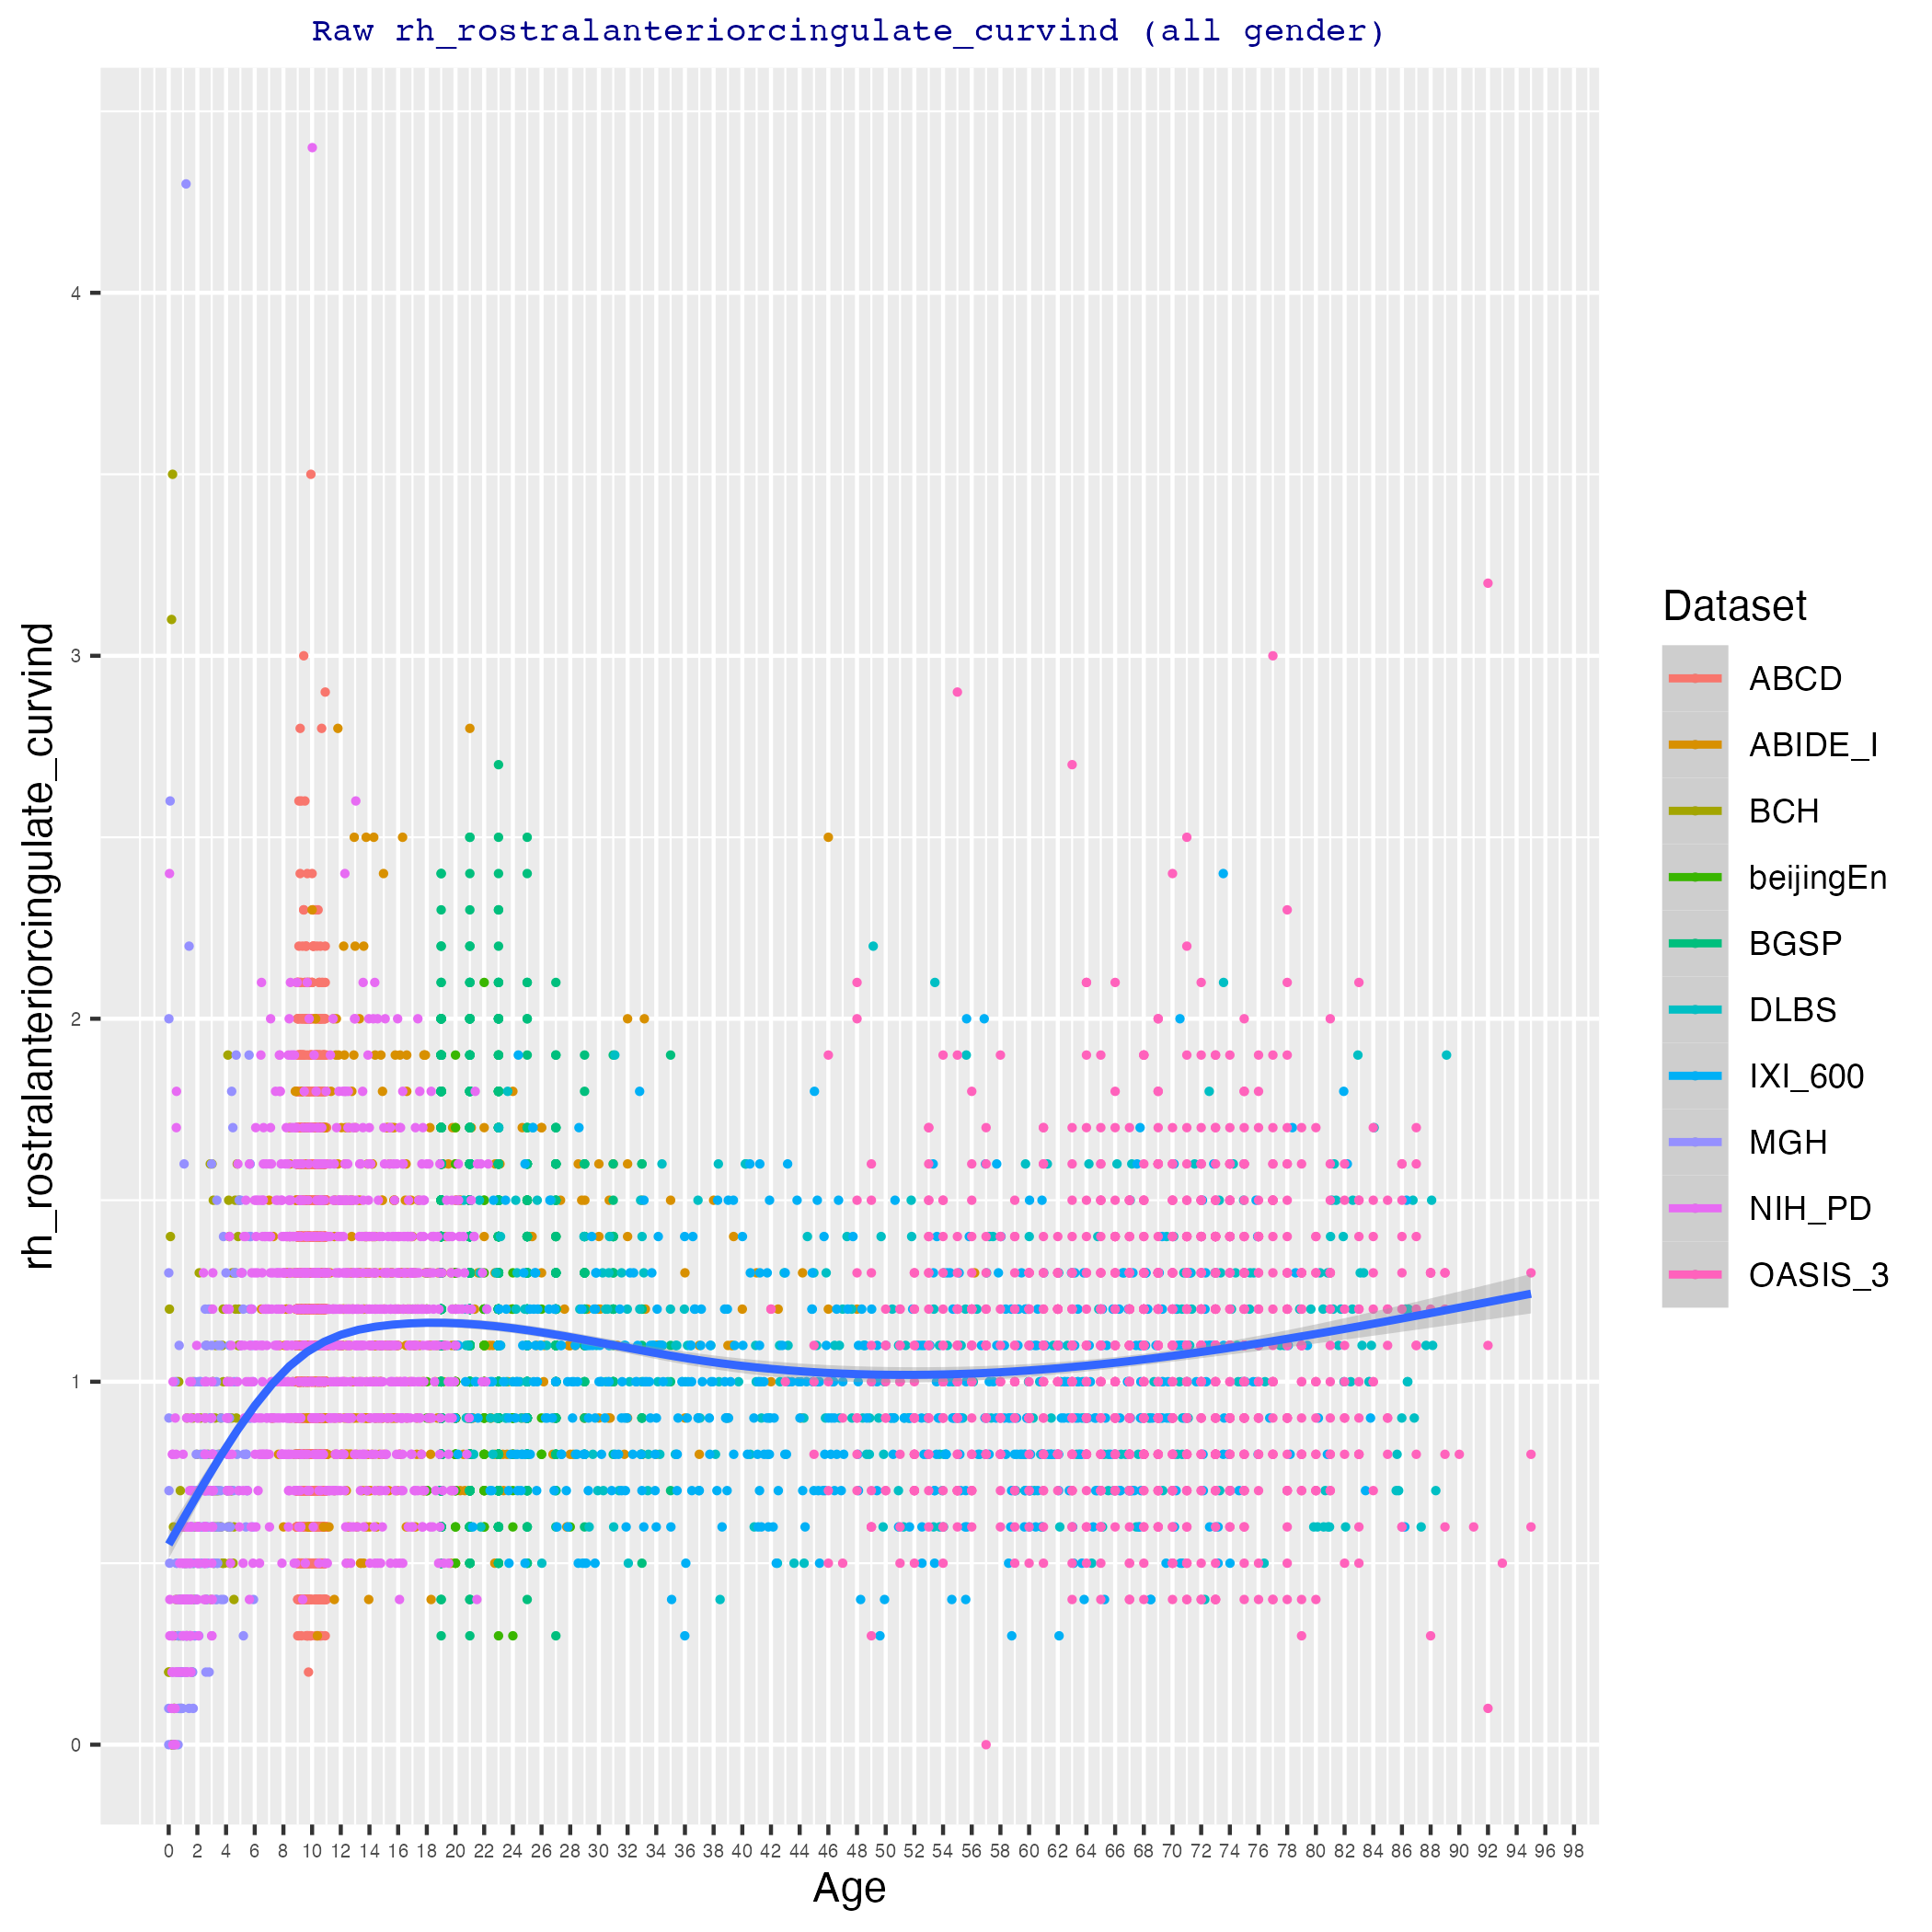 Raw rh_rostralanteriorcingulate_curvind (all gender)
rh_rostralanteriorcingulate_curvind
4
3
2
1
0
0 2 4 6 8 10 12 14 16 18 20 22 24 26 28 30 32 34 36 38 40 42 44 46 48 50 52 54 56 58 60 62 64 66 68 70 72 74 76 78 80 82 84 86 88 90 92 94 96 98
Age
Dataset
ABCD
ABIDE_I
BCH
beijingEn
BGSP
DLBS
IXI_600
MGH
NIH_PD
OASIS_3